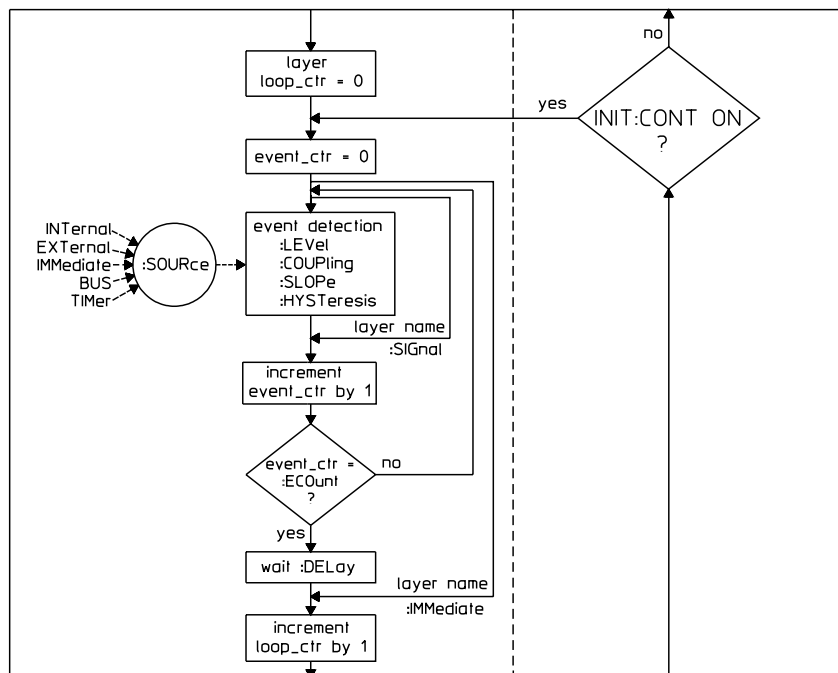 no
layer
loop_ctr = 0
yes
INIT:CONT ON
?
event_ctr = 0
INTernal
EXTernal
IMMediate
BUS
TIMer
:SOURce
event detection
:LEVel
:COUPling
:SLOPe
:HYSTeresis
layer name
:SIGnal
increment
event_ctr by 1
event_ctr =
:ECOunt
?
no
yes
wait :DELay
layer name
:IMMediate
increment
loop_ctr by 1